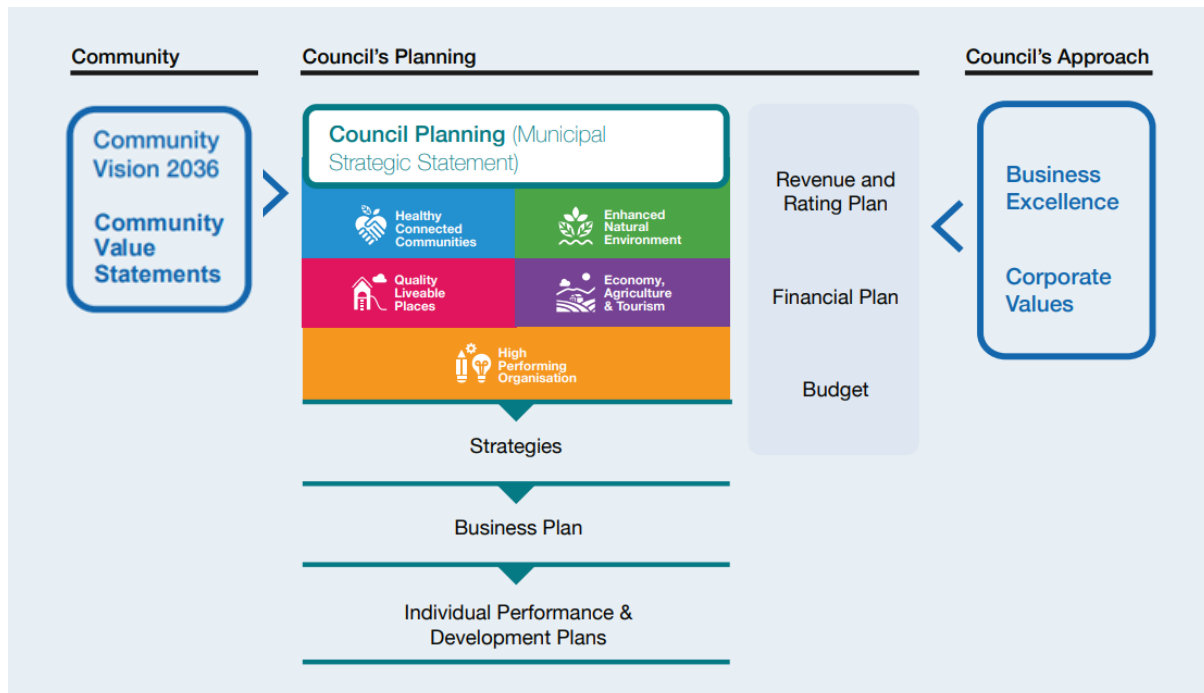 Community
Council's Planning
Council's Approach
Community
Vision 2036
Community
Value
Statements
Council Planning (Municipal
Strategic Statement)
Healthy
Connected
Communities
Enhanced
Natural
Environment
Quality
Liveable
Places
Economy,
Agriculture
& Tourism
High
Performing
Organisation
Strategies
Business Plan
Individual Performance &
Development Plans
Revenue and
Rating Plan
Financial Plan
Budget
Business
Excellence
Corporate
Values